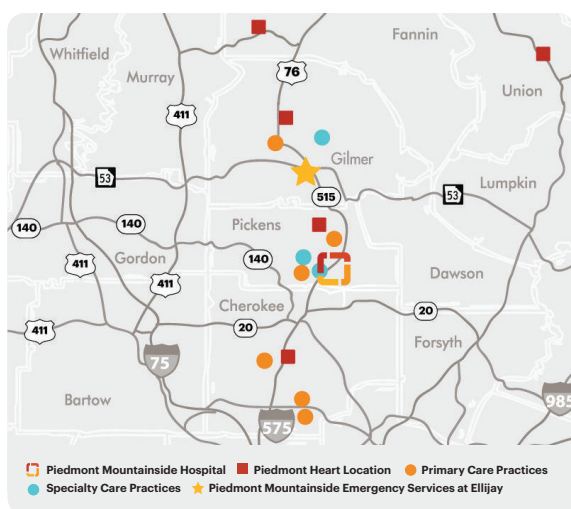 Fannin
Whitfield
Murray
76
Union
411
Gilmer
53
Lumpkin
53
515
140
140
Pickens
Gordon
140
Dawson
411
411
Cherokee
20
20
411
Forsyth
75
Bartow
575
985
Piedmont Mountainside Hospital Piedmont Heart Location Primary Care Practices
Specialty Care Practices Piedmont Mountainside Emergency Services at Ellijay